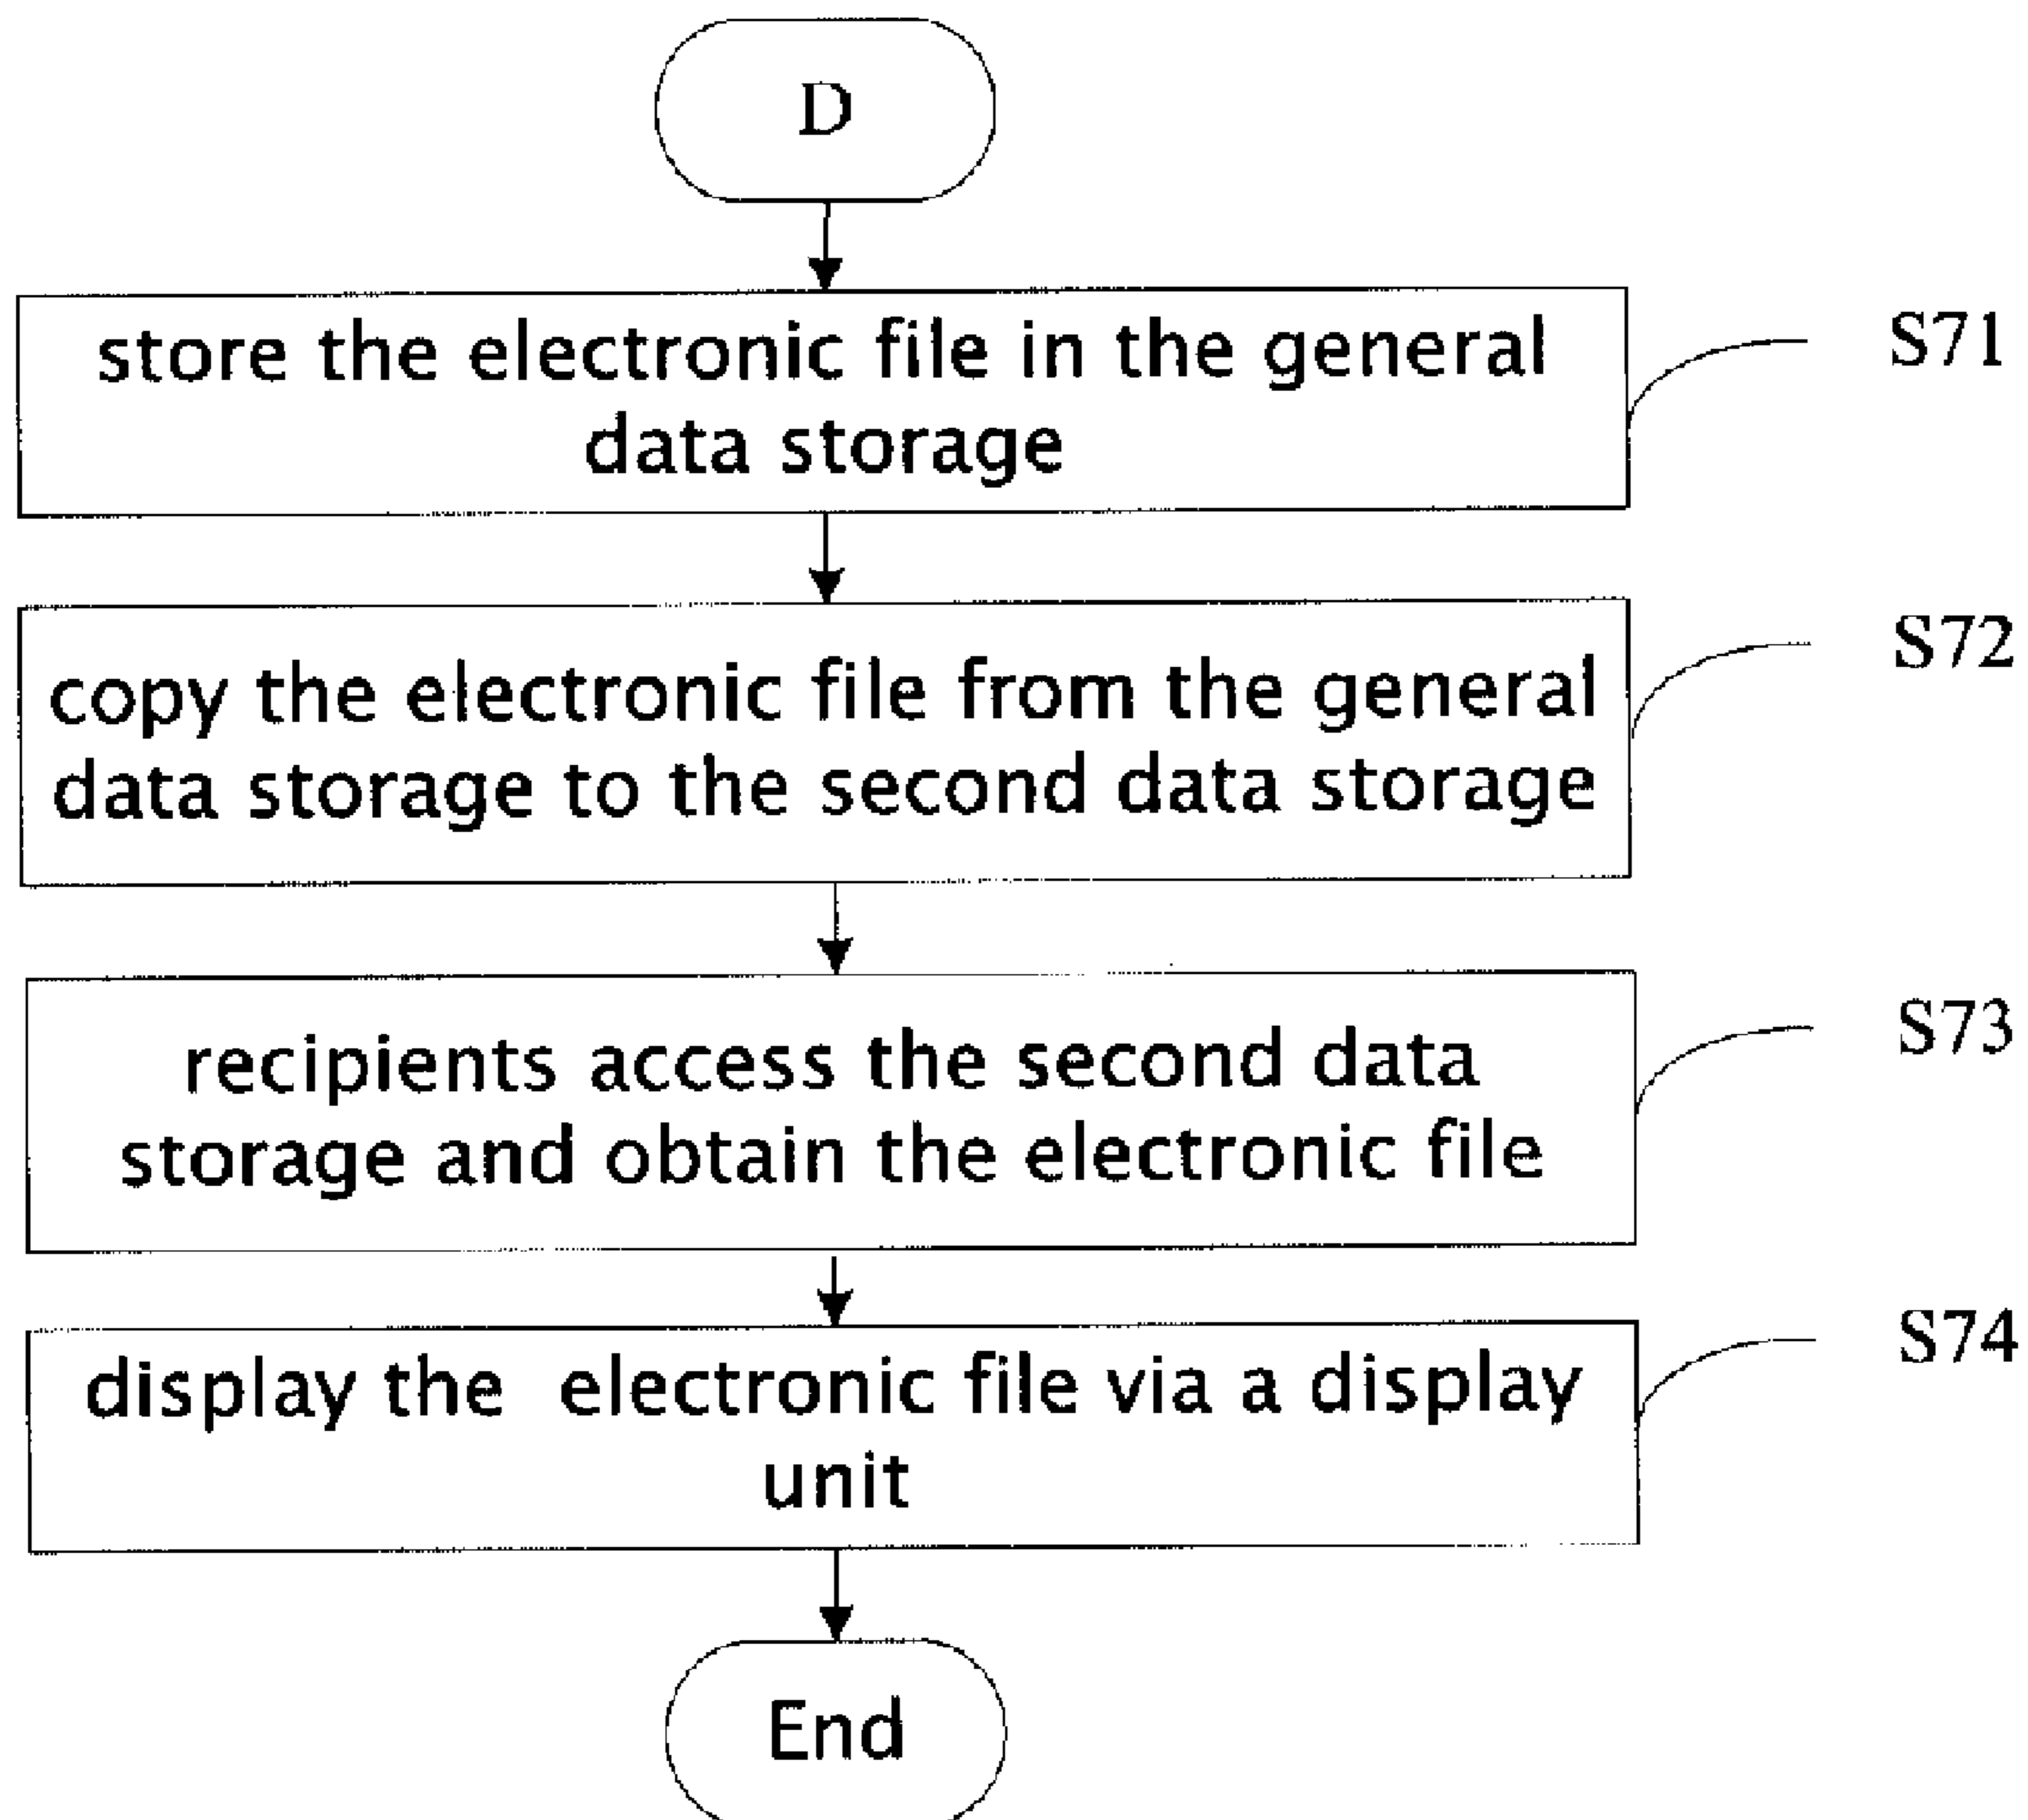 D
store the electronic file in the general
data storage
S71
copy the electronic file from the general
data storage to the second data storage
S72
recipients access the second data
storage and obtain the electronic file
S73
display the electronic file via a display
unit
S74
End